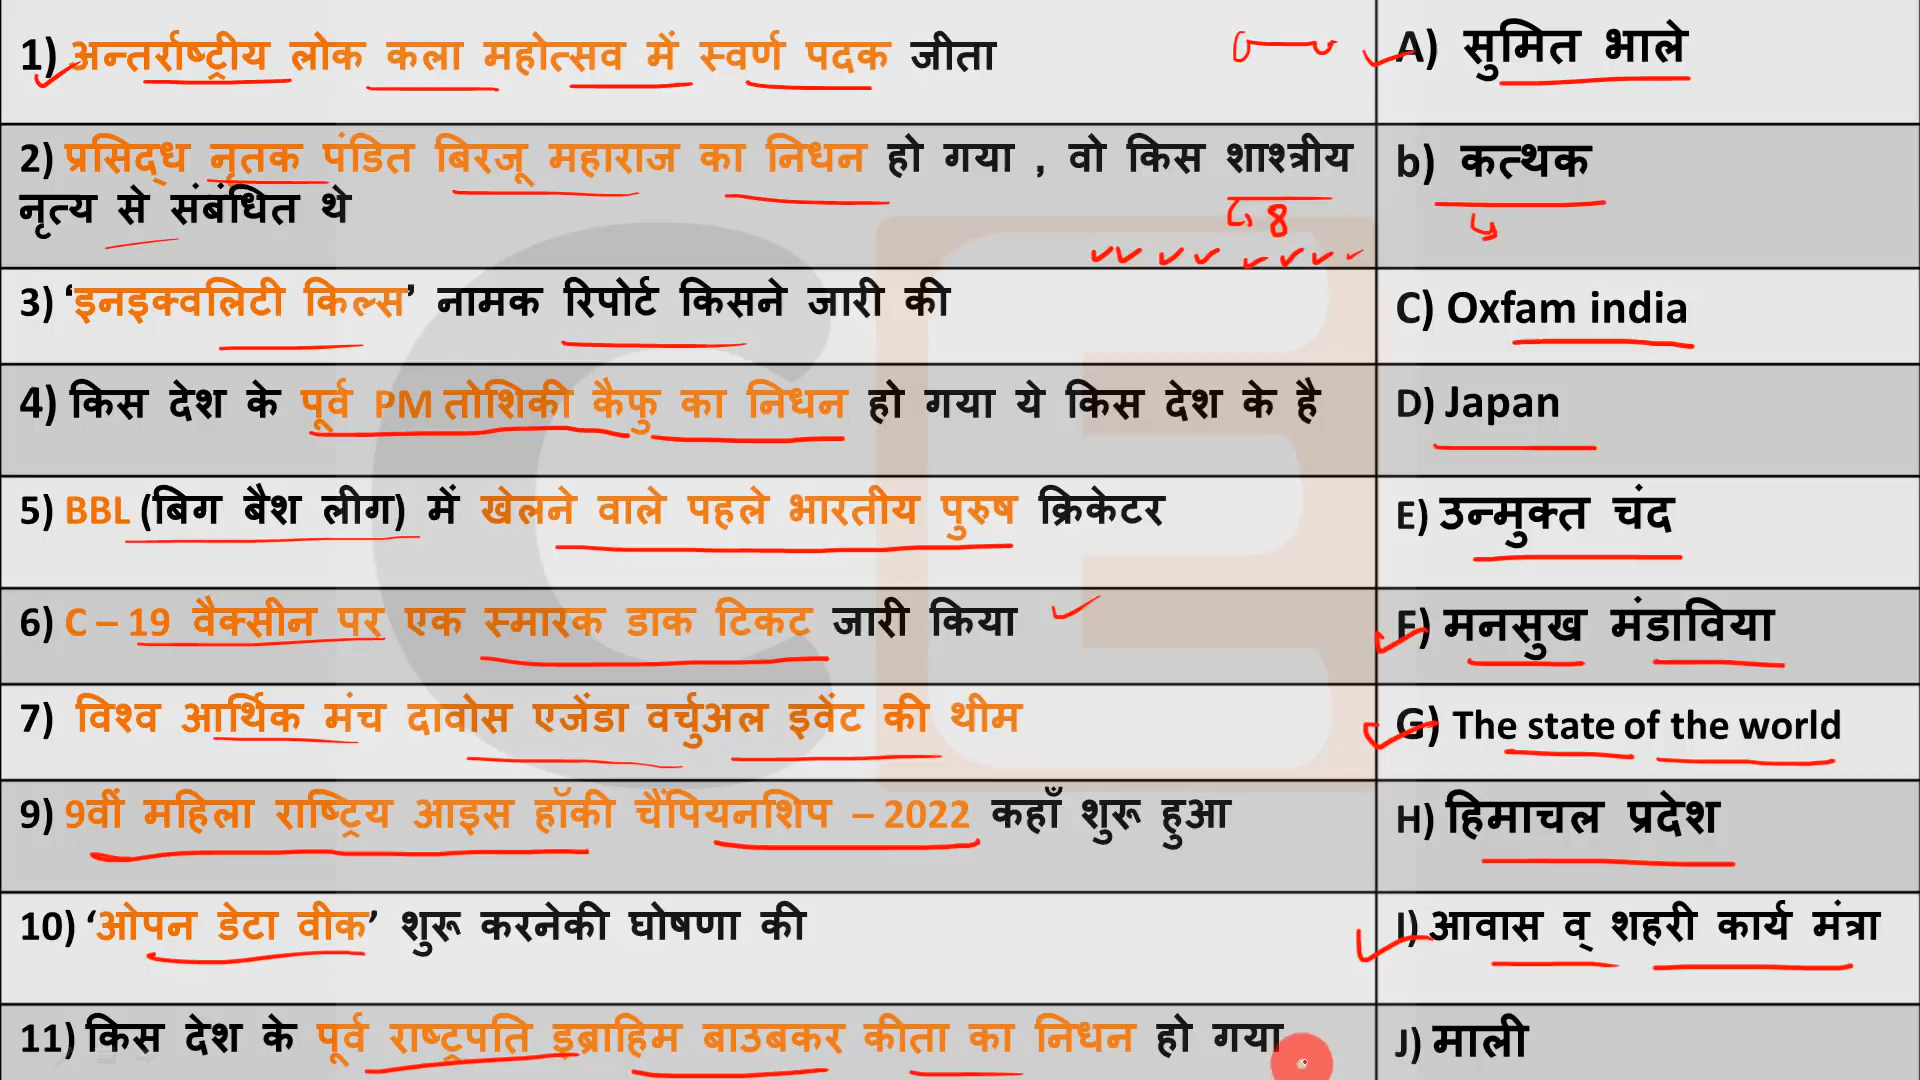 1) अन्तर्राष्ट्रीय लोक कला महोत्सव में स्वर्ण पदक जीता
A) सुमित भाले
2) प्रसिद्ध नृतक पंडित बिरजू महाराज का निधन हो गया , वो किस शाश्त्रीय
नृत्य से संबंधित थे
b) कत्थक
8
3) ‘इनइक्वलिटी किल्स’ नामक रिपोर्ट किसने जारी की
C) Oxfam india
4) किस देश के पूर्व PM तोशिकी कैफु का निधन हो गया ये किस देश के है
D) Japan
5) BBL (बिग बैश लीग) में खेलने वाले पहले भारतीय पुरुष क्रिकेटर
E) उन्मुक्त चंद
6) C – 19 वैक्सीन पर एक स्मारक डाक टिकट जारी किया
F) मनसुख मंडाविया
7) विश्व आर्थिक मंच दावोस एजेंडा वर्चुअल इवेंट की थीम
G) The state of the world
9) 9वीं महिला राष्ट्रिय आइस हॉकी चैंपियनशिप – 2022 कहाँ शुरू हुआ
H) हिमाचल प्रदेश
10) ‘ओपन डेटा वीक’ शुरू करनेकी घोषणा की
I) आवास व् शहरी कार्य मंत्रा
11) किस देश के पूर्व राष्ट्रपति इब्राहिम बाउबकर कीता का निधन हो गया
J) माली
CE